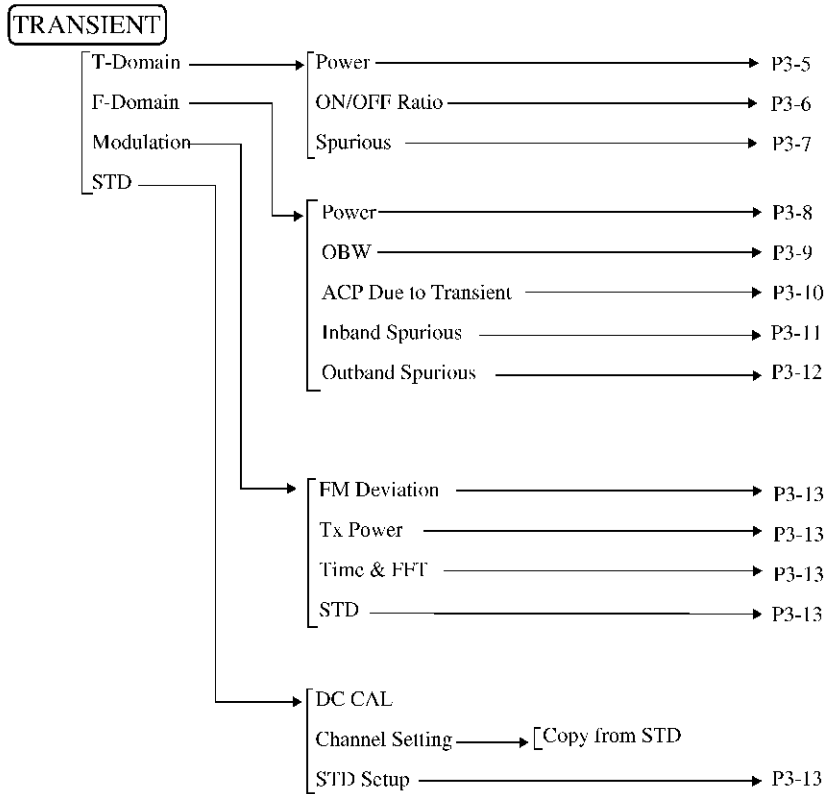 TRANSIENT
T-Domain
Power
P3-5
F-Domain
ON/OFF Ratio
P3-6
Modulation
Spurious
P3-7
STD
Power
P3-8
OBW
P3-9
ACP Due to Transient
P3-10
Inband Spurious
P3-11
Outband Spurious
P3-12
FM Deviation
P3-13
Tx Power
P3-13
Time & FFT
P3-13
STD
P3-13
DC CAL
Channel Setting
Copy from STD
STD Setup
P3-13